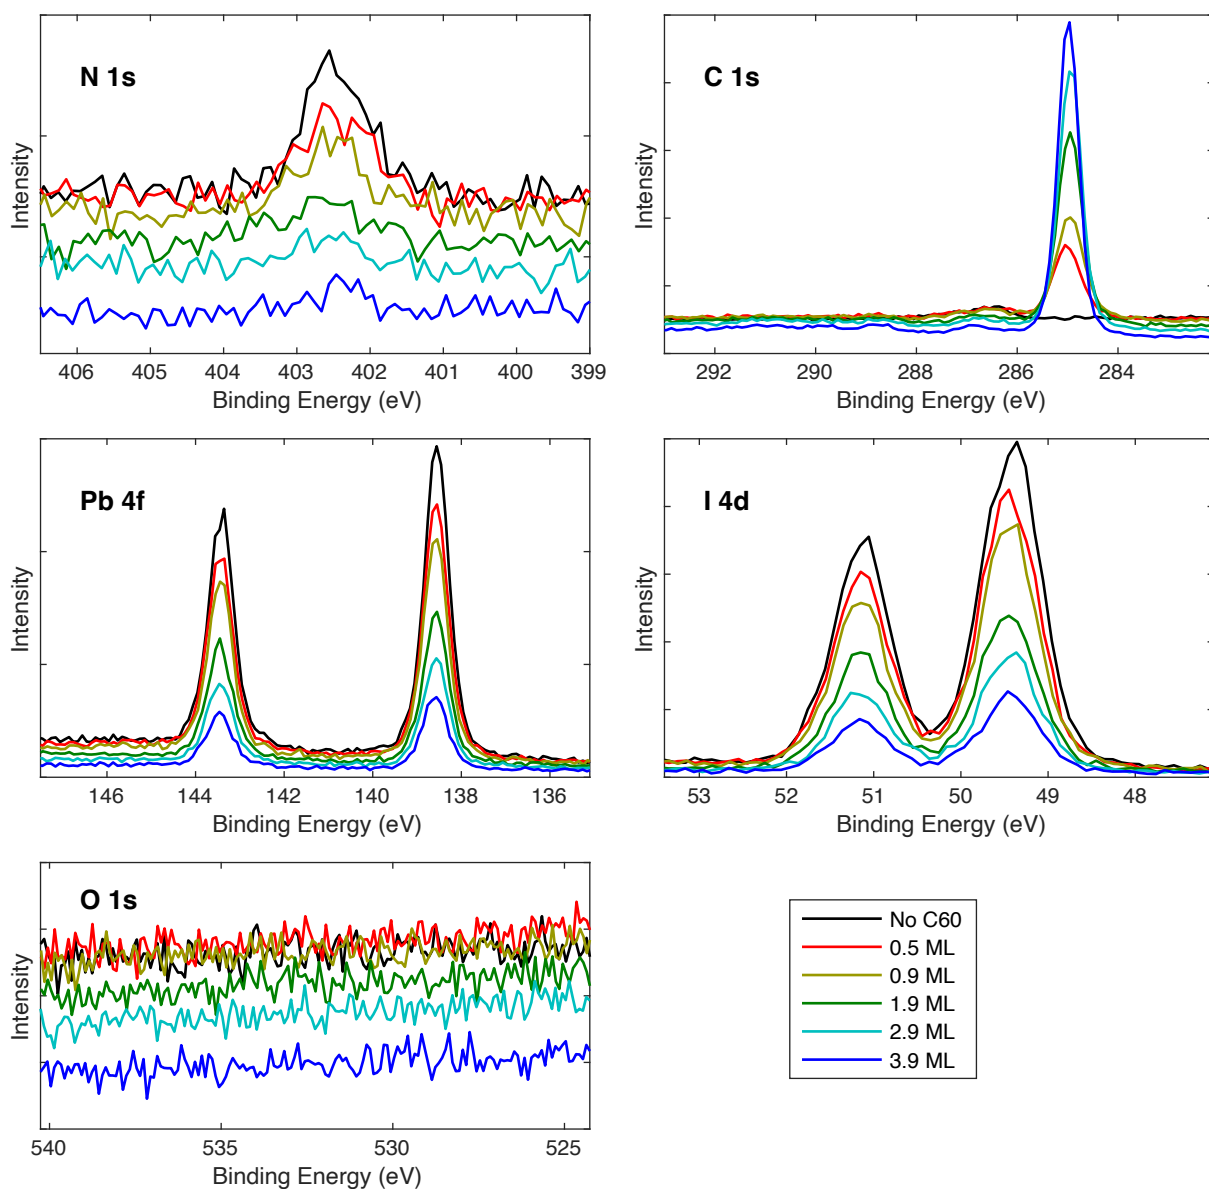 N 1s
Intensity
406 405 404 403 402 401 400 399
Binding Energy (eV)
C 1s
Intensity
292 290 288 286 284
Binding Energy (eV)
Pb 4f
Intensity
146 144 142 140 138 136
Binding Energy (eV)
I 4d
Intensity
53 52 51 50 49 48
Binding Energy (eV)
O 1s
Intensity
540 535 530 525
Binding Energy (eV)
No C60
0.5 ML
0.9 ML
1.9 ML
2.9 ML
3.9 ML